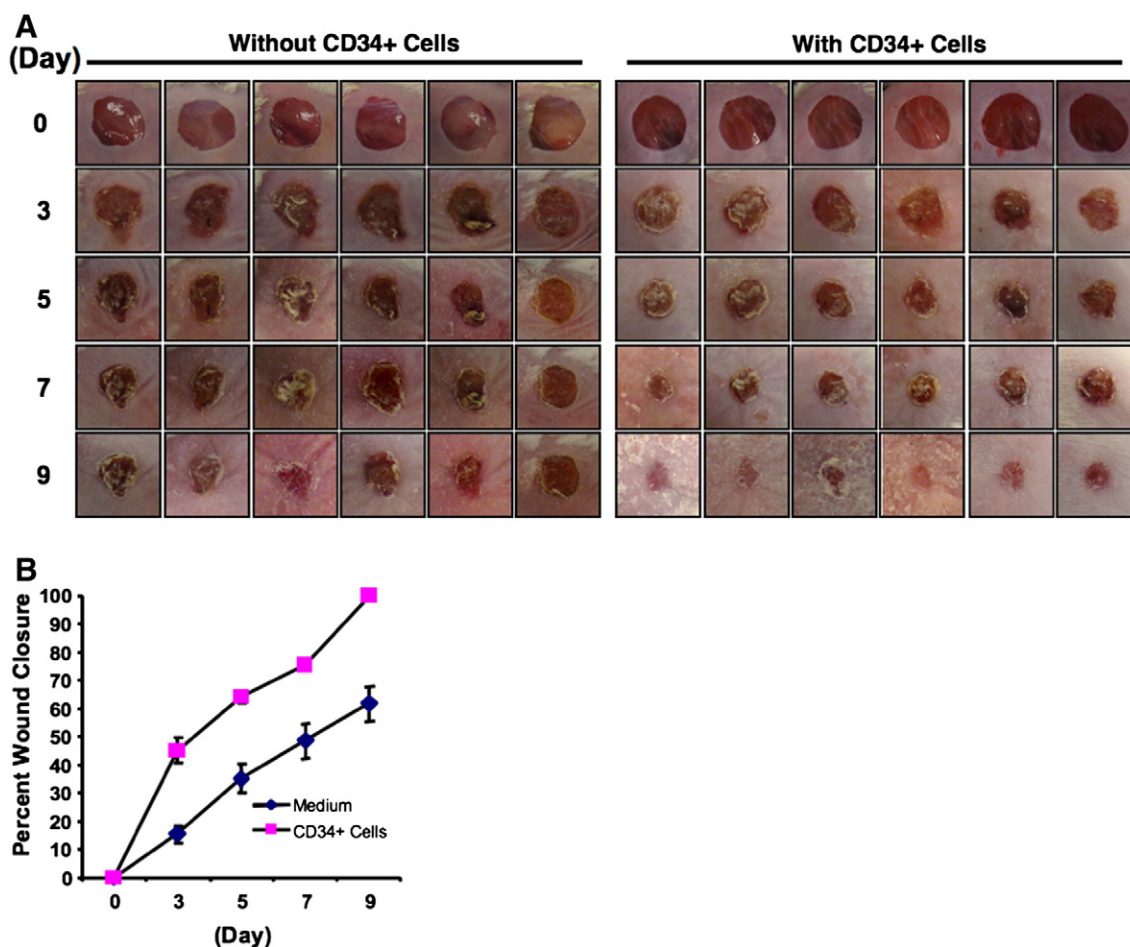 A
(Day)
Without CD34+ Cells
With CD34+ Cells
0
3
5
7
9
B
Percent Wound Closure
100
90
80
70
60
50
40
30
20
10
0
Medium
CD34+ Cells
0 3 5 7 9
(Day)